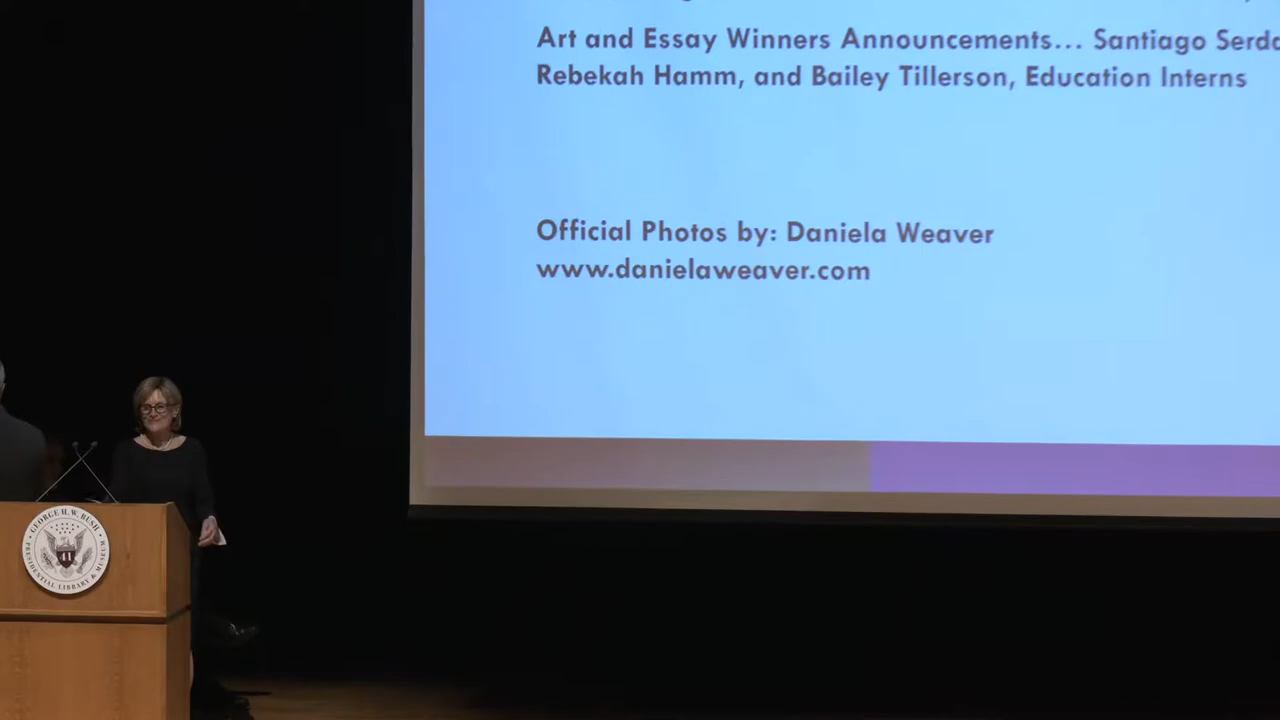 Art and Essay Winners Announcements... Santiago
Rebekah Hamm, and Bailey Tillerson, Education Interns
Official Photos by: Daniela Weaver
www.danielaweaver.com
GEORGE H.W. BUSH
41
PRESIDENTIAL LIBRARY & MUSEUM